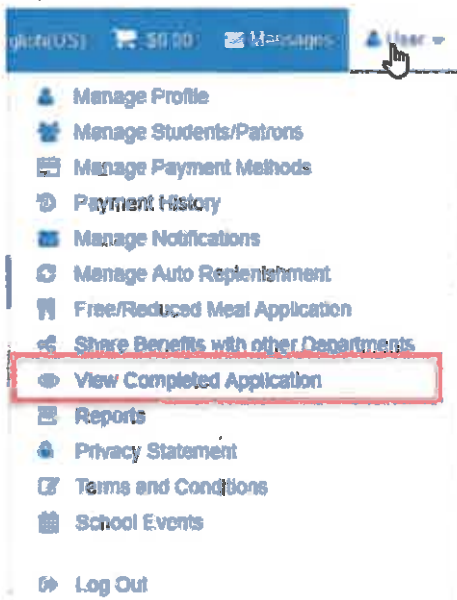 glish(US) $0.00 Messages User
Manage Profile
Manage Students/Patrons
Manage Payment Methods
Payment History
Manage Notifications
Manage Auto Replenishment
Free/Reduced Meal Application
Share Benefits with other Departments
View Completed Application
Reports
Privacy Statement
Terms and Conditions
School Events
Log Out